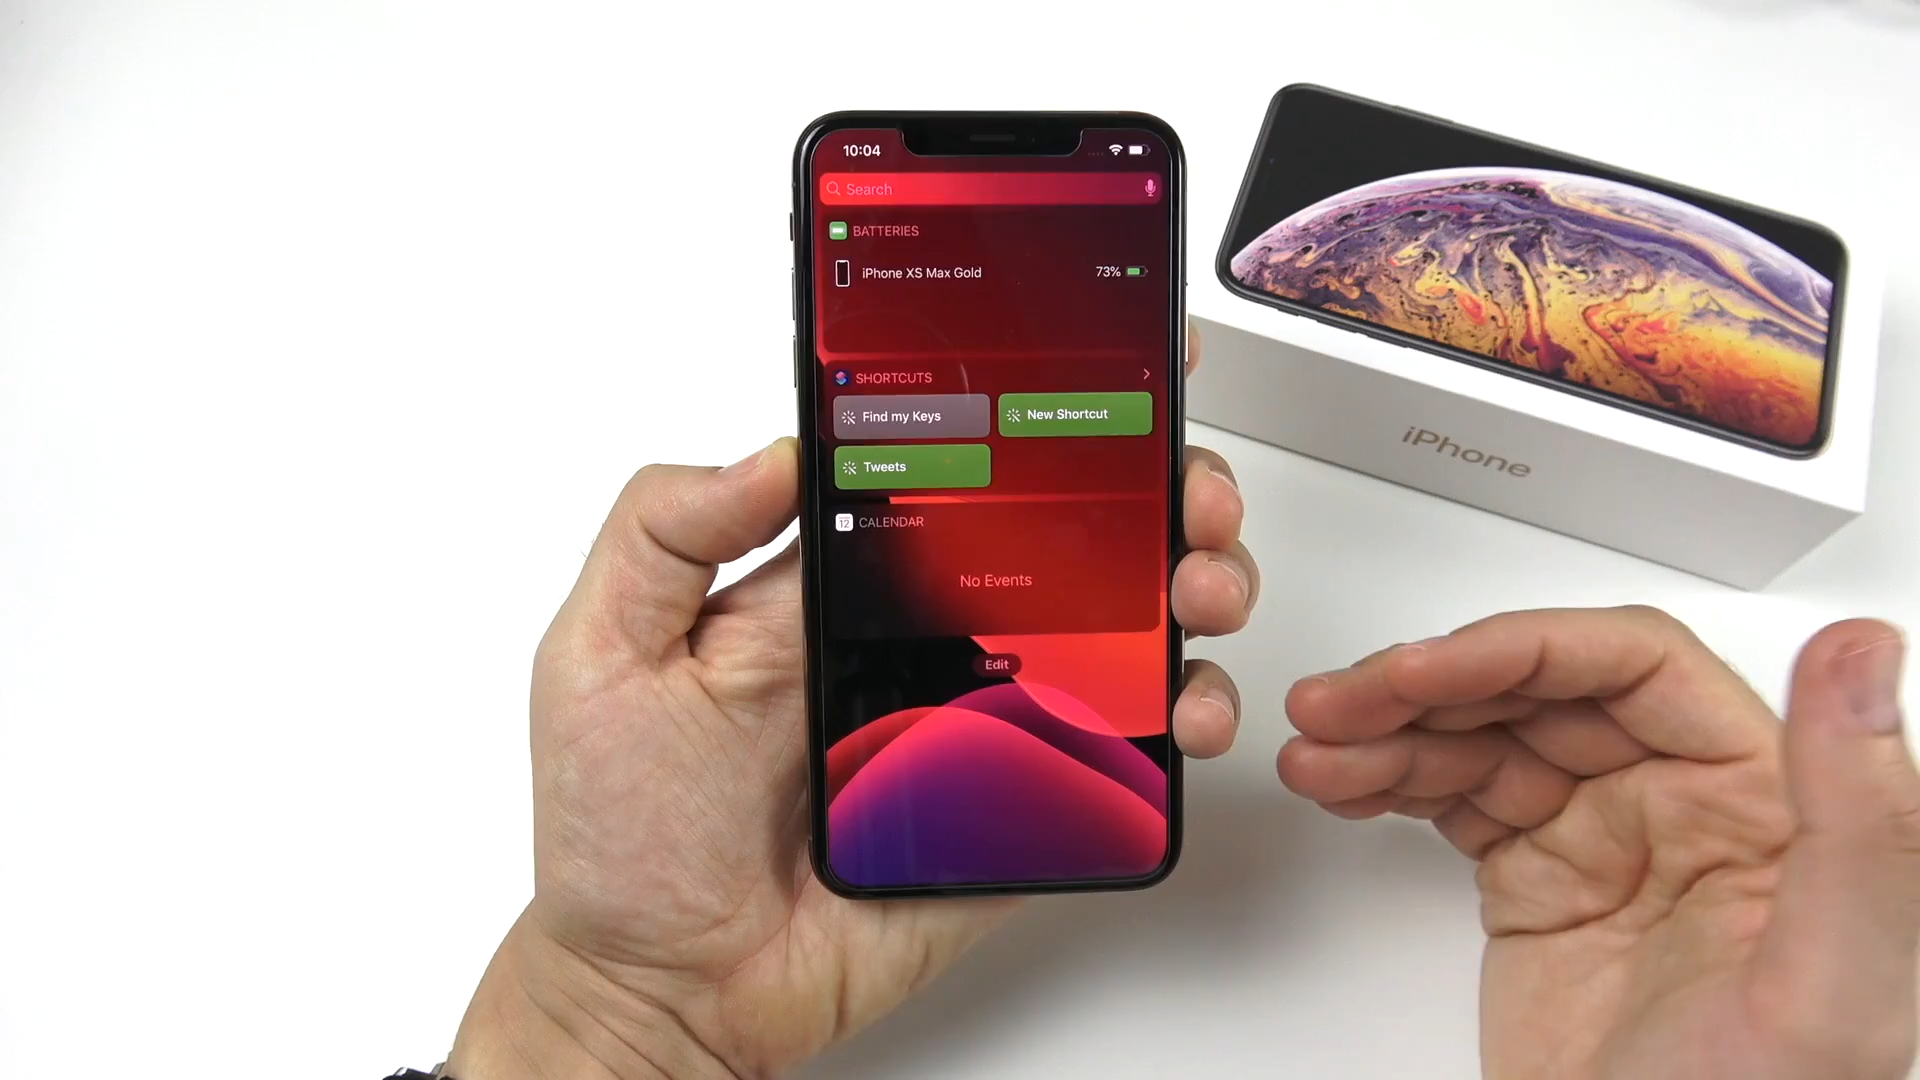 10:04
Search
BATTERIES
iPhone XS Max Gold
73%
SHORTCUTS
Find my Keys
New Shortcut
Tweets
12
CALENDAR
No Events
Edit
iPhone